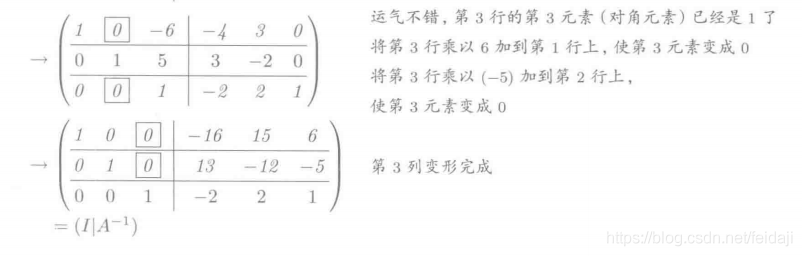 → ( 1 0 −6 | −4 3 0
0 1 5 | 3 −2 0
0 0 1 | −2 2 1 )
运气不错，第 3 行的第 3 元素（对角元素）已经是 1 了
将第 3 行乘以 6 加到第 1 行上，使第 3 元素变成 0
将第 3 行乘以 (−5) 加到第 2 行上，
使第 3 元素变成 0
→ ( 1 0 0 | −16 15 6
0 1 0 | 13 −12 −5
0 0 1 | −2 2 1 )
第 3 列变形完成
= (I|A⁻¹)
https://blog.csdn.net/feidaji